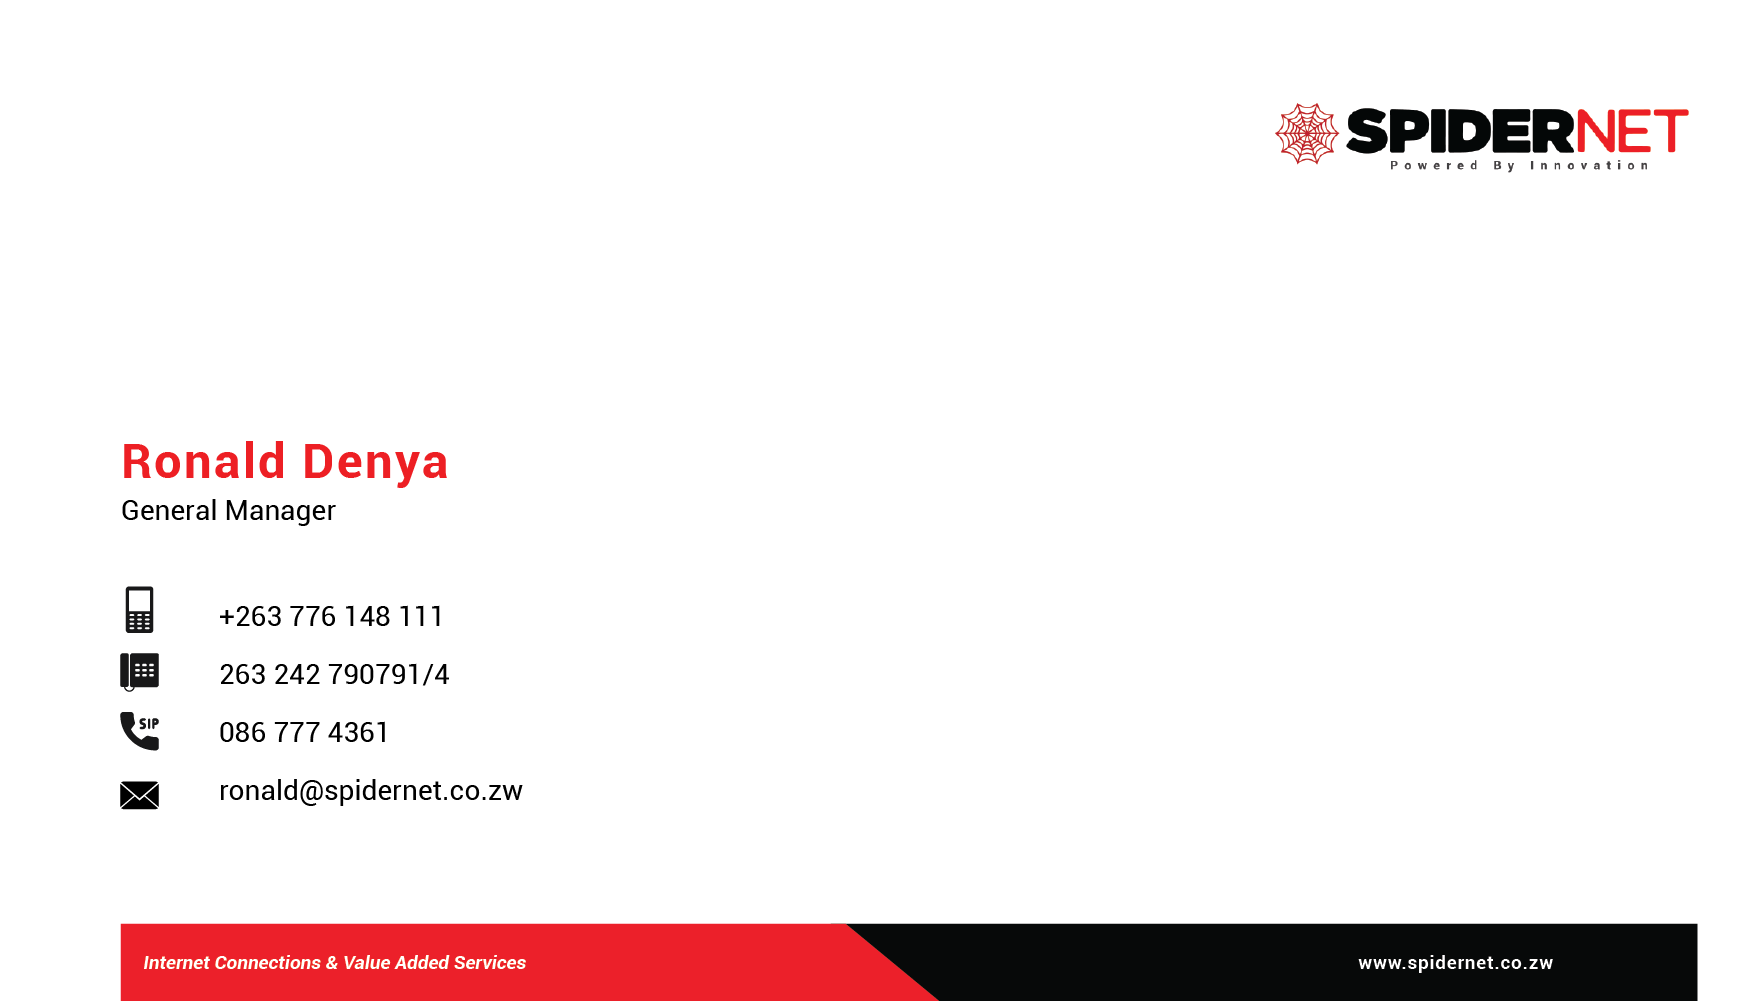 SPIDERNET
Powered By Innovation
Ronald Denya
General Manager
+263 776 148 111
263 242 790791/4
SIP
086 777 4361
ronald@spidernet.co.zw
Internet Connections & Value Added Services
www.spidernet.co.zw